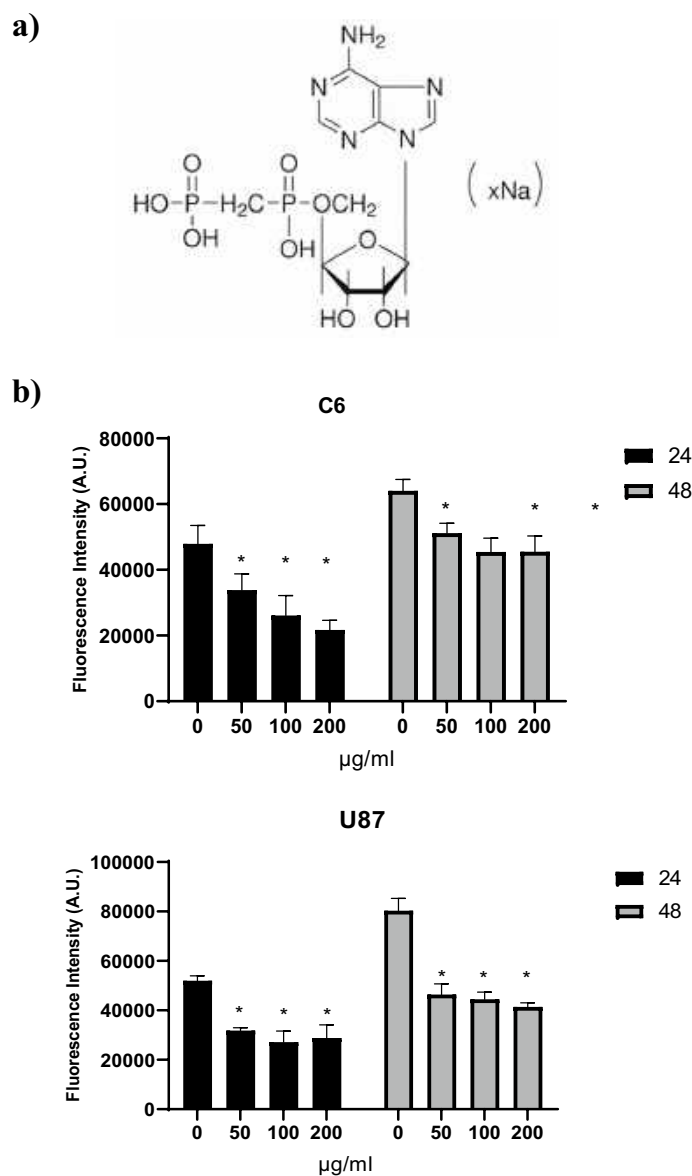 a)
NH₂
N
N
N
N
O
O
HO-P-H₂C-P-OCH₂
(xNa)
OH
OH
O
HO
OH
b)
C6
Fluorescence Intensity (A.U.)
80000
60000
40000
20000
0
* * *
* * *
24
48
0 50 100 200 0 50 100 200
µg/ml
U87
Fluorescence Intensity (A.U.)
100000
80000
60000
40000
20000
0
* * *
* * *
24
48
0 50 100 200 0 50 100 200
µg/ml